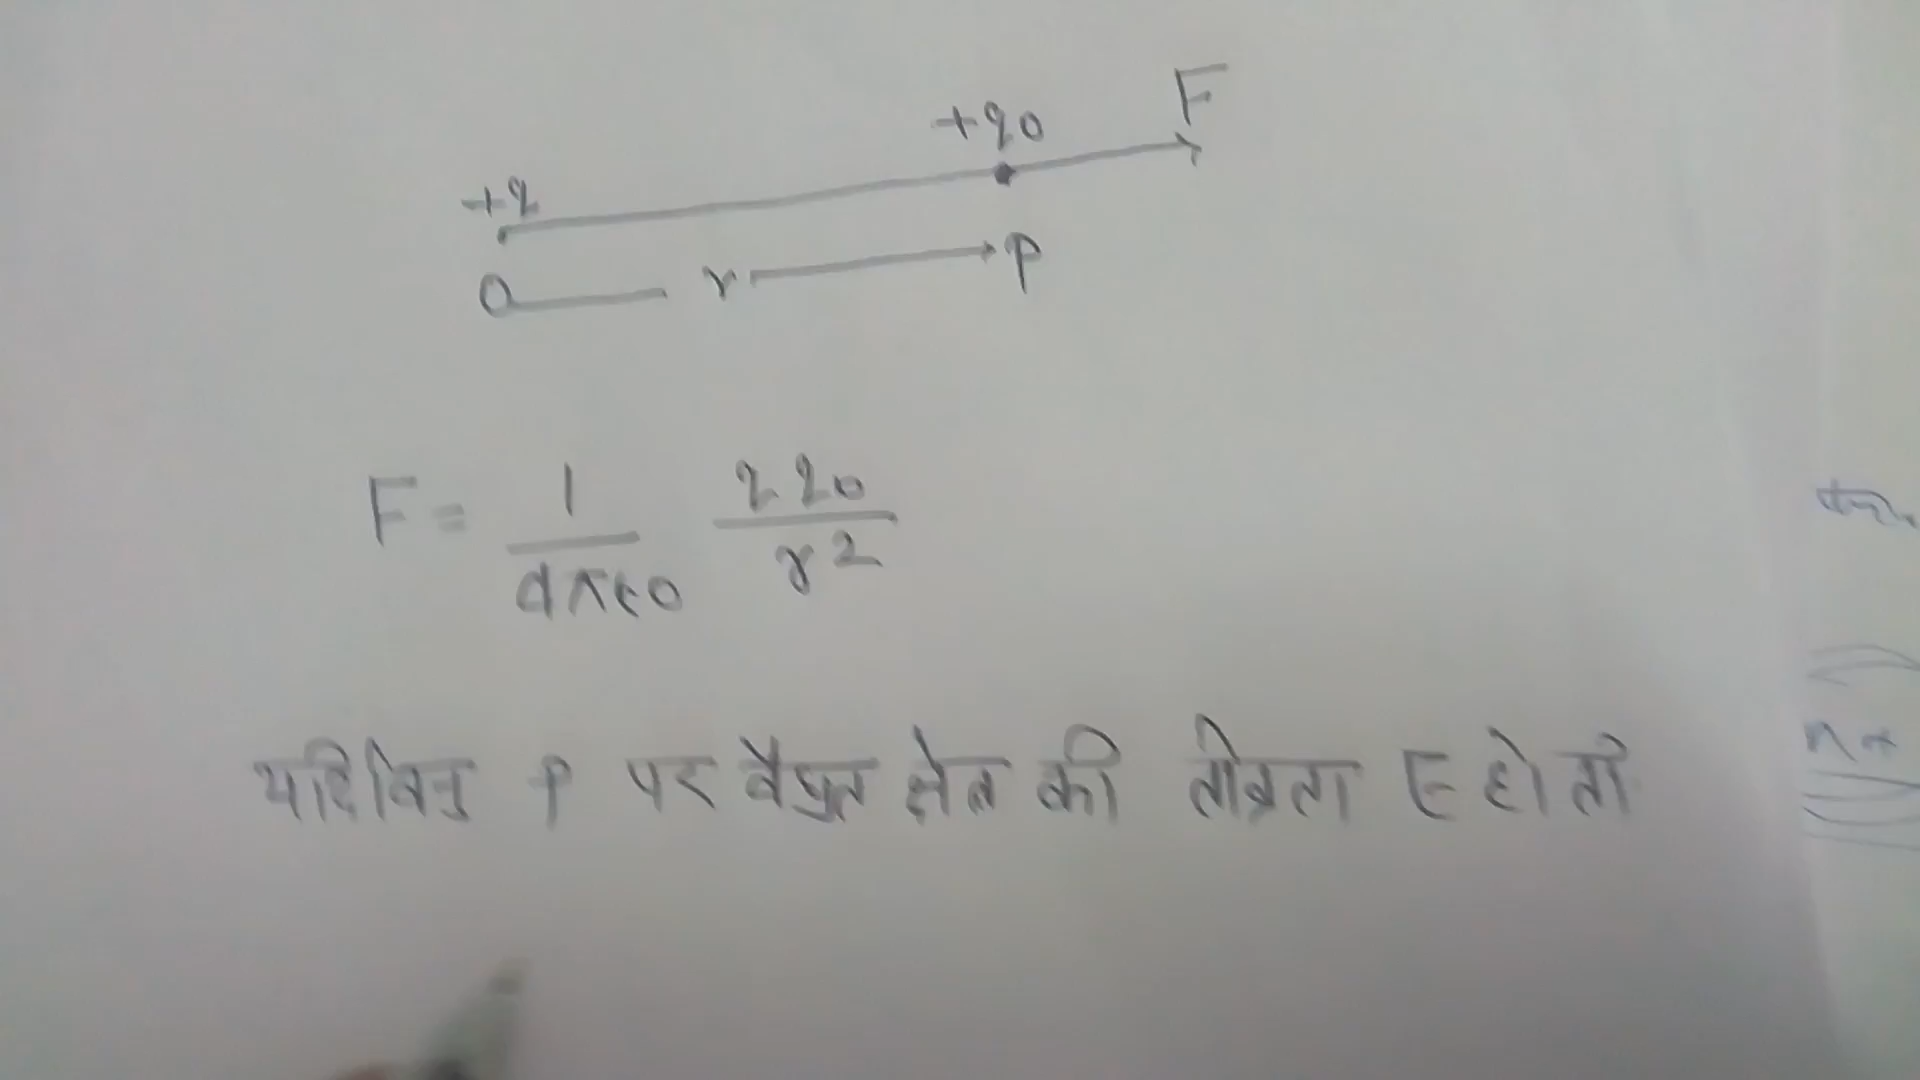 F
+q0
+q
O r P
F = 1/4πε0 qq0/r2
यदि बिन्दु P पर वैद्युत क्षेत्र की तीव्रता E हो तो